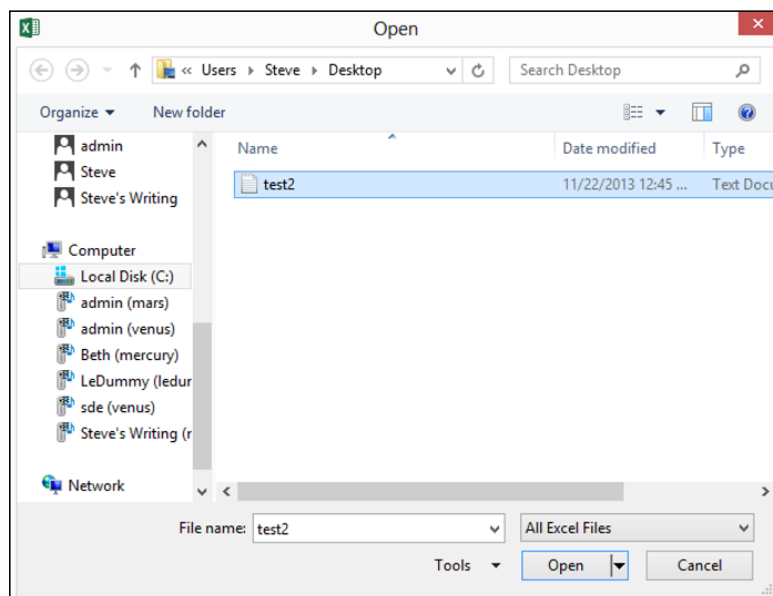 Open
« Users Steve Desktop
Search Desktop
Organize
New folder
admin
Steve
Steve's Writing
Computer
Local Disk (C:)
admin (mars)
admin (venus)
Beth (mercury)
LeDummy (ledur
sde (venus)
Steve's Writing (r
Network
Name Date modified Type
test2 11/22/2013 12:45 ... Text Docu
File name: test2
All Excel Files
Tools Open Cancel